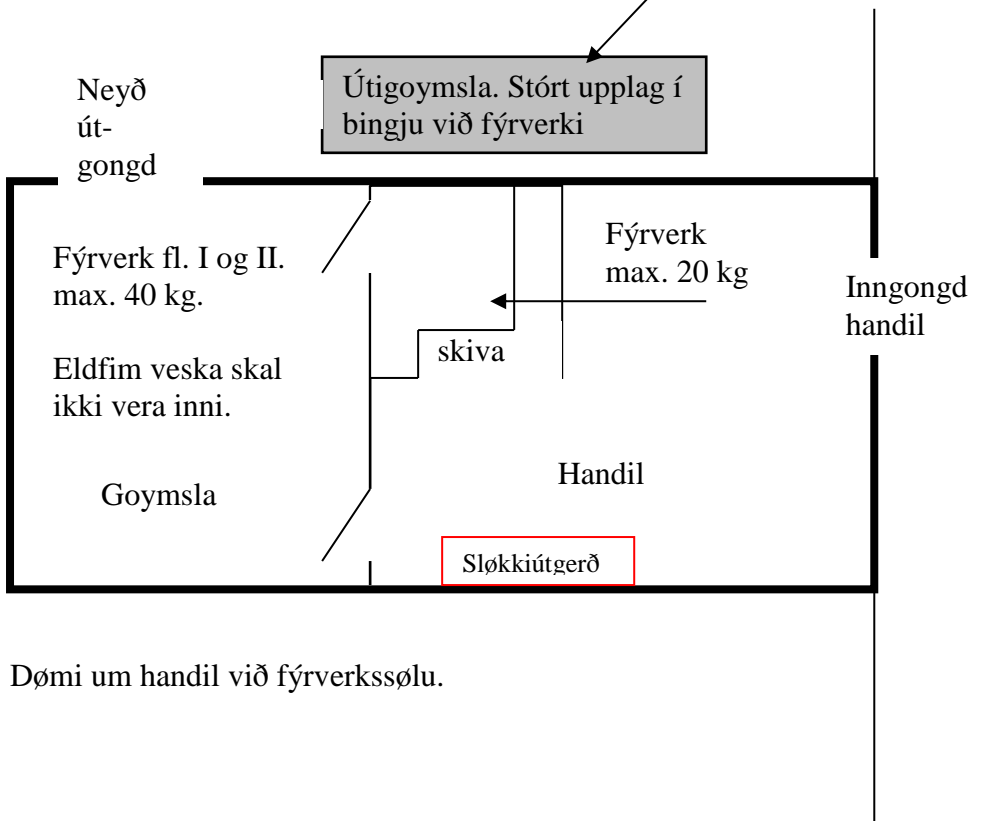 Neyð
út-
gongd
Útigoymsla. Stórt upplag í
bingju við fýrverki
Fýrverk fl. I og II.
max. 40 kg.
Eldfim veska skal
ikki vera inni.
Goymsla
Fýrverk
max. 20 kg
skiva
Inngongd
handil
Handil
Sløkkiútgerð
Dømi um handil við fýrverkssølu.